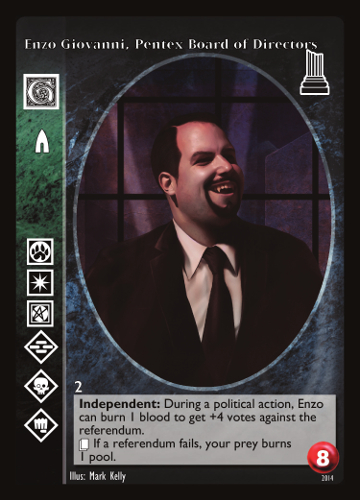 Enzo Giovanni, Pentex Board of Directors
2
Independent: During a political action, Enzo
can burn 1 blood to get +4 votes against the
referendum.
If a referendum fails, your prey burns
1 pool.
8
Illus: Mark Kelly
2014